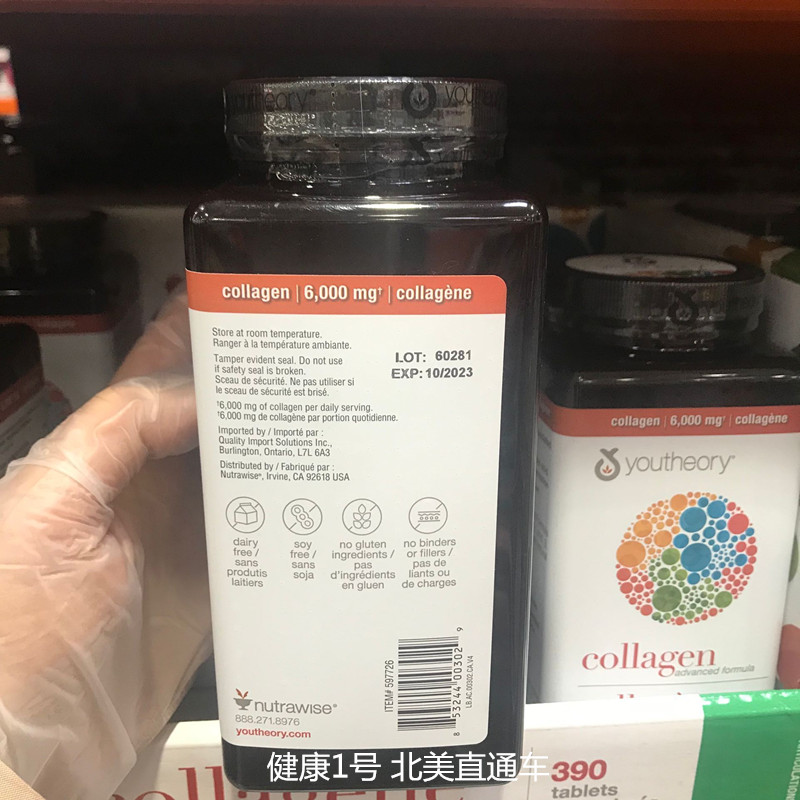 youtheory
collagen | 6,000 mg† | collagène
Store at room temperature.
Ranger à la température ambiante.
Tamper evident seal. Do not use
if safety seal is broken.
Sceau de sécurité. Ne pas utiliser si
le sceau de sécurité est brisé.
LOT: 60281
EXP: 10/2023
†6,000 mg of collagen per daily serving.
†6,000 mg de collagène par portion quotidienne.
Imported by / Importé par :
Quality Import Solutions Inc.,
Burlington, Ontario, L7L 6A3
Distributed by / Fabriqué par :
Nutrawise®, Irvine, CA 92618 USA
dairy
free /
sans
produits
laitiers
soy
free /
sans
soja
no gluten
ingredients /
pas
d'ingrédients
en gluen
no binders
or fillers /
pas de
liants ou
de charges
ITEM# 597726
8 53244 00302 9
LB.AC.00302.CA.V4
nutrawise®
888.271.8976
youtheory.com
collagen | 6,000 mg† | collagène
youtheory™
collagen
advanced formula
390
tablets
健康1号 北美直通车